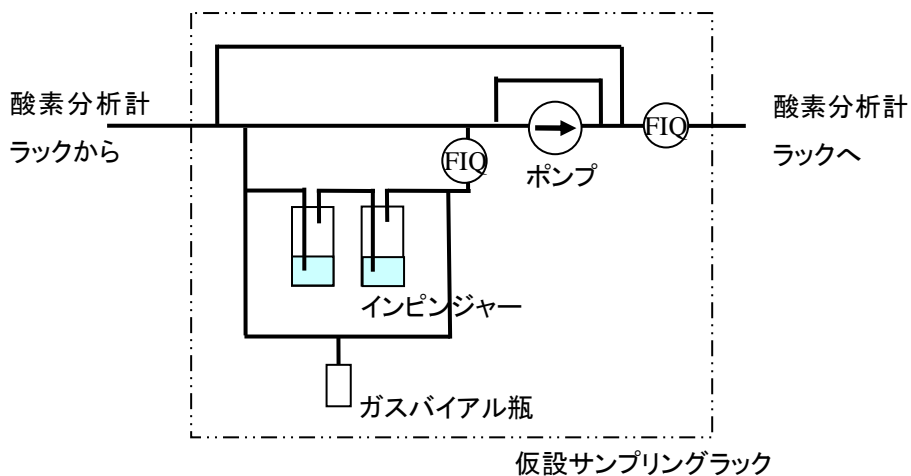 酸素分析計
ラックから
FIQ
ポンプ
FIQ
酸素分析計
ラックへ
インピンジャー
ガスバイアル瓶
仮設サンプリングラック